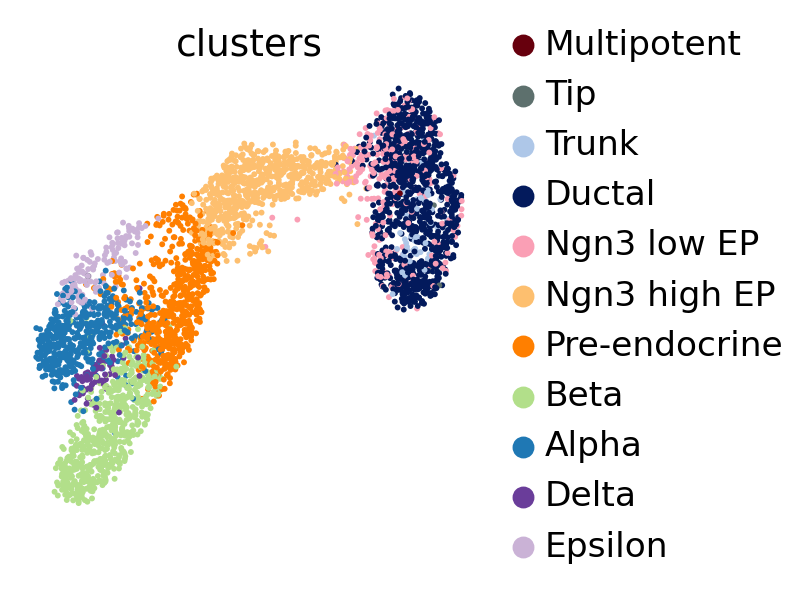 clusters
Multipotent
Tip
Trunk
Ductal
Ngn3 low EP
Ngn3 high EP
Pre-endocrine
Beta
Alpha
Delta
Epsilon